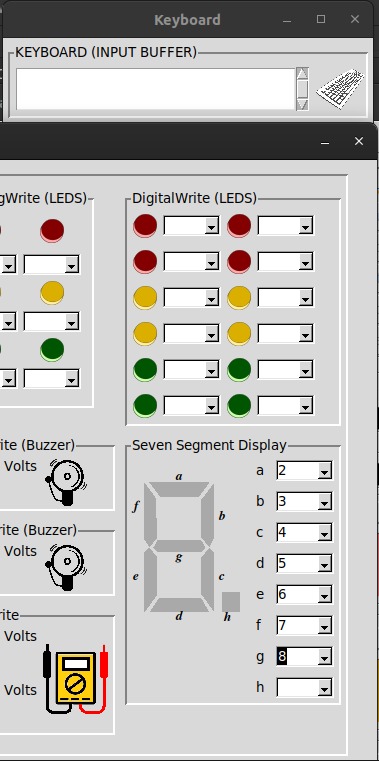 Keyboard
KEYBOARD (INPUT BUFFER)
gWrite (LEDS)
DigitalWrite (LEDS)
rite (Buzzer)
Volts
rite (Buzzer)
Volts
rite
Volts
Volts
Seven Segment Display
a
f
b
g
e
c
d
h
a 2
b 3
c 4
d 5
e 6
f 7
g 8
h